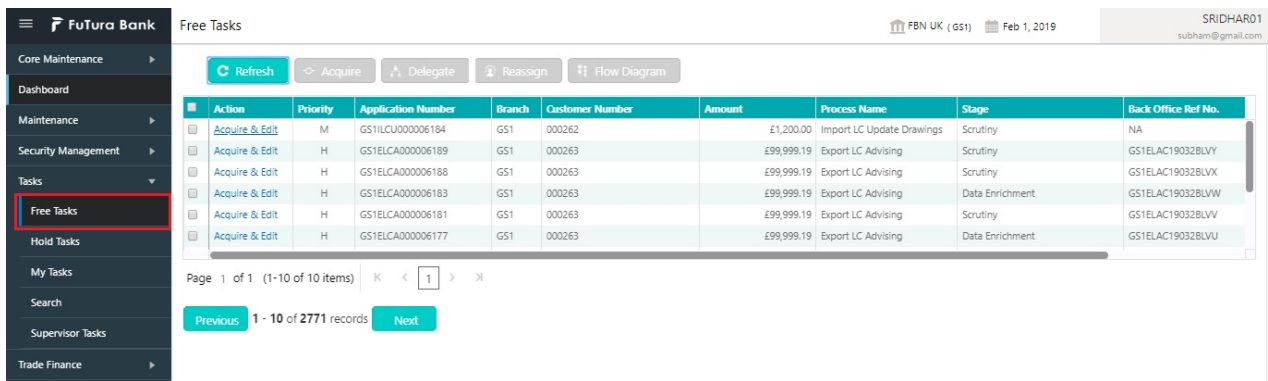 FuTura Bank
Free Tasks
FBN UK ( GS1)
Feb 1, 2019
SRIDHAR01
subham@gmail.com
Core Maintenance
Dashboard
Maintenance
Security Management
Tasks
Free Tasks
Hold Tasks
My Tasks
Search
Supervisor Tasks
Trade Finance
Refresh Acquire Delegate Reassign Flow Diagram
Action Priority Application Number Branch Customer Number Amount Process Name Stage Back Office Ref No.
Acquire & Edit M GS1ILCU000006184 GS1 000262 £1,200.00 Import LC Update Drawings Scrutiny NA
Acquire & Edit H GS1ELCA000006189 GS1 000263 £99,999.19 Export LC Advising Scrutiny GS1ELAC19032BLVY
Acquire & Edit H GS1ELCA000006188 GS1 000263 £99,999.19 Export LC Advising Scrutiny GS1ELAC19032BLVX
Acquire & Edit H GS1ELCA000006183 GS1 000263 £99,999.19 Export LC Advising Data Enrichment GS1ELAC19032BLVW
Acquire & Edit H GS1ELCA000006181 GS1 000263 £99,999.19 Export LC Advising Scrutiny GS1ELAC19032BLVV
Acquire & Edit H GS1ELCA000006177 GS1 000263 £99,999.19 Export LC Advising Data Enrichment GS1ELAC19032BLVU
Page 1 of 1 (1-10 of 10 items) K < 1 > >|
Previous 1 - 10 of 2771 records Next